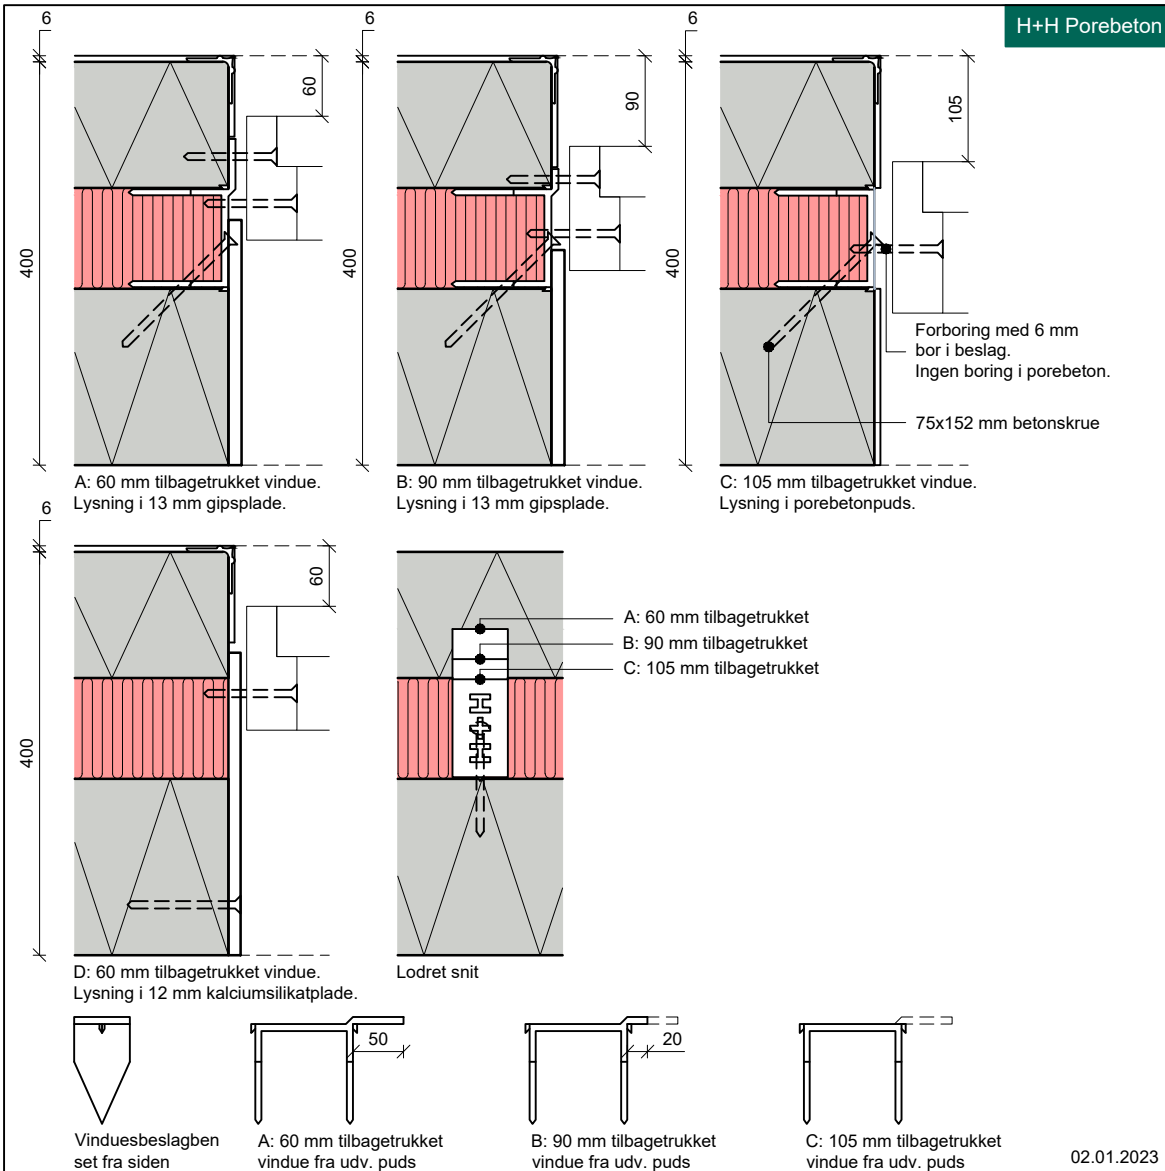 6
6
6
H+H Porebeton
60
90
105
400
400
400
Forboring med 6 mm
bor i beslag.
Ingen boring i porebeton.
75x152 mm betonskrue
A: 60 mm tilbagetrukket vindue.
Lysning i 13 mm gipsplade.
B: 90 mm tilbagetrukket vindue.
Lysning i 13 mm gipsplade.
C: 105 mm tilbagetrukket vindue.
Lysning i porebetonpuds.
6
60
400
A: 60 mm tilbagetrukket
B: 90 mm tilbagetrukket
C: 105 mm tilbagetrukket
H+H
D: 60 mm tilbagetrukket vindue.
Lysning i 12 mm kalciumsilikatplade.
Lodret snit
50
20
Vinduesbeslagben
set fra siden
A: 60 mm tilbagetrukket
vindue fra udv. puds
B: 90 mm tilbagetrukket
vindue fra udv. puds
C: 105 mm tilbagetrukket
vindue fra udv. puds
02.01.2023